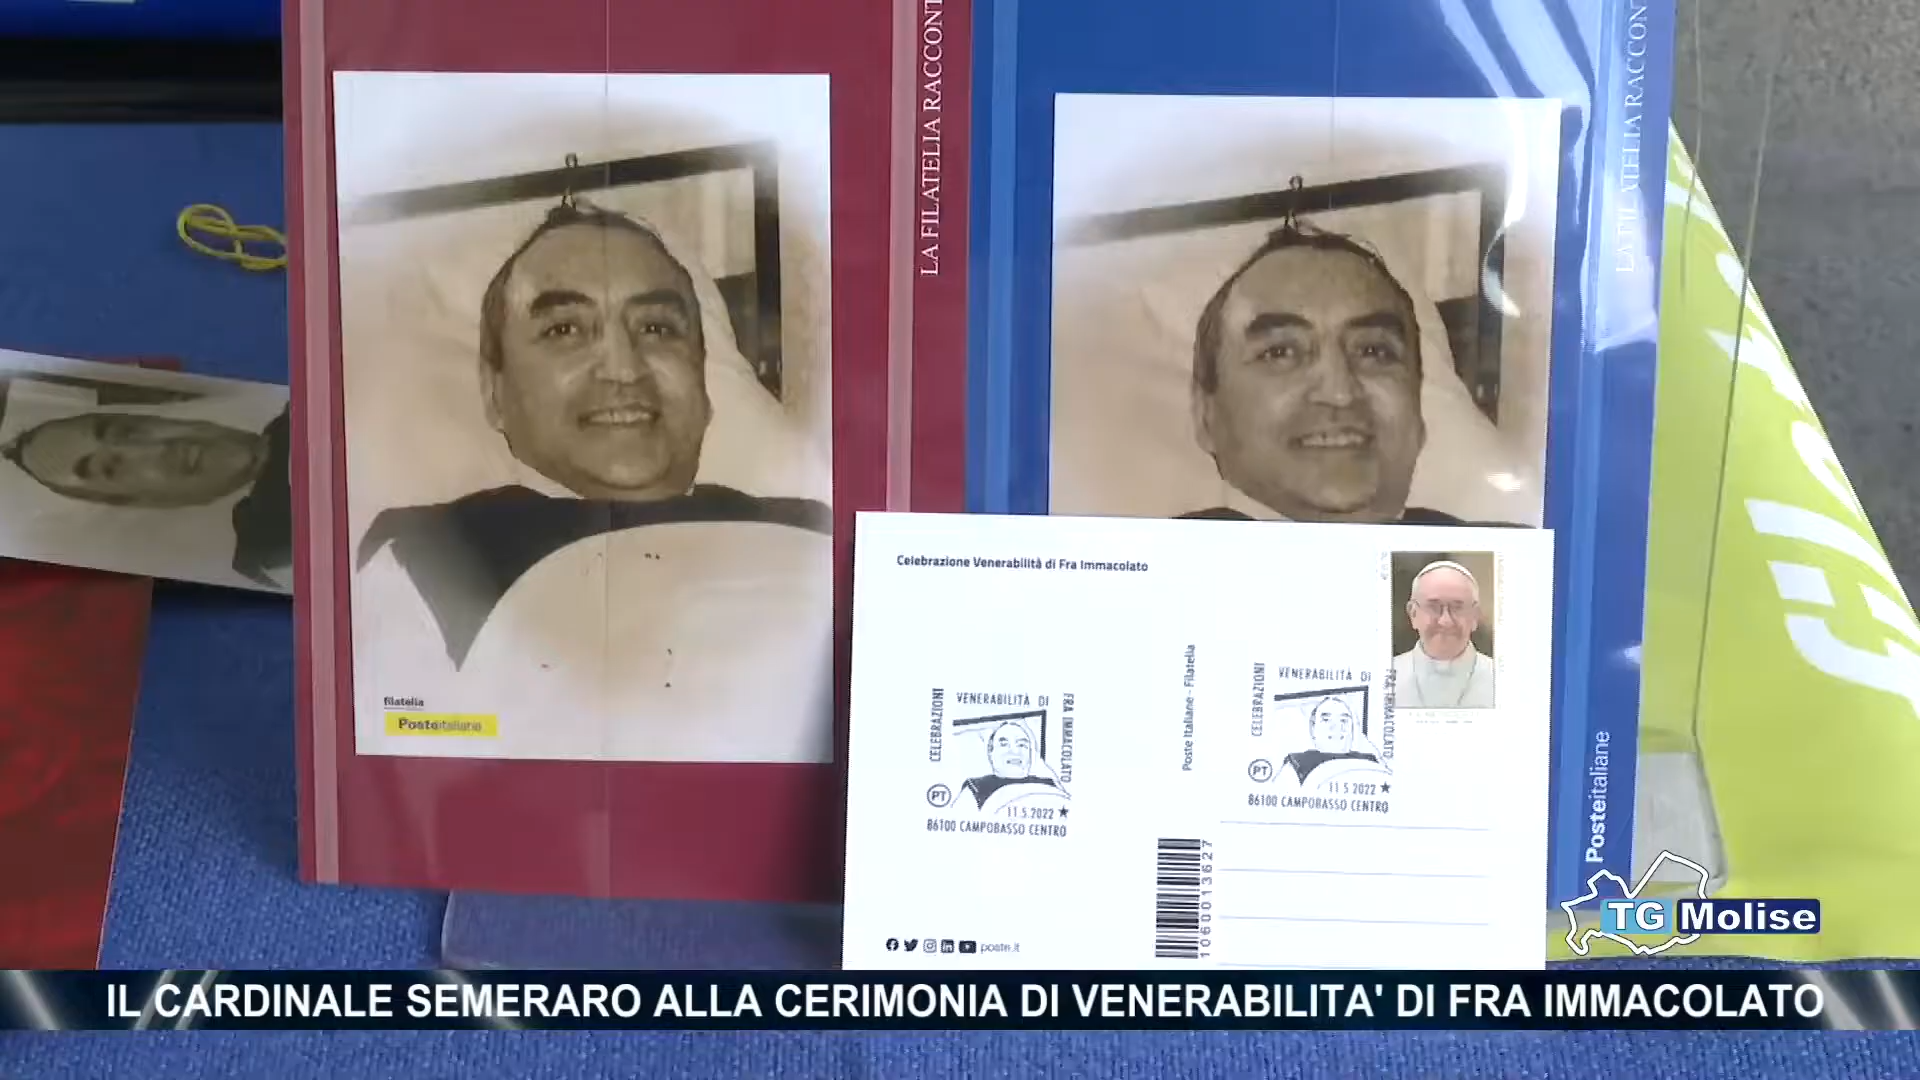 LA FILATELIA RACCONT
LA FILATELIA RACCONT
filatelia
Posteitaliane
Celebrazione Venerabilità di Fra Immacolato
CELEBRAZIONI
VENERABILITÀ DI
FRA IMMACOLATO
PT
11.5.2022
86100 CAMPOBASSO CENTRO
Poste Italiane - Filatelia
CELEBRAZIONI
VENERABILITÀ DI
FRA IMMACOLATO
PT
11.5.2022
86100 CAMPOBASSO CENTRO
1060013627
poste.it
Posteitaliane
TG Molise
IL CARDINALE SEMERARO ALLA CERIMONIA DI VENERABILITA' DI FRA IMMACOLATO